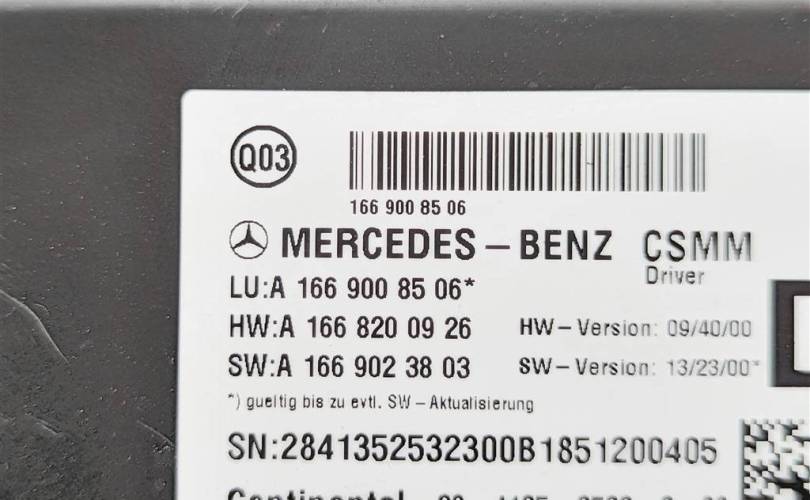 Q03
166 900 85 06
MERCEDES – BENZ CSMM
Driver
LU:A 166 900 85 06*
HW:A 166 820 09 26 HW – Version: 09/40/00
SW:A 166 902 38 03 SW – Version: 13/23/00*
*) gueltig bis zu evtl. SW – Aktualisierung
SN:2841352532300B1851200405
Continental